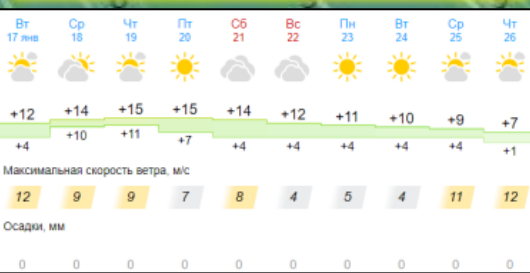 Вт Ср Чт Пт Сб Вс Пн Вт Ср Чт
17 янв 18 19 20 21 22 23 24 25 26
+12 +14 +15 +15 +14 +12 +11 +10 +9 +7
+4 +10 +11 +7 +4 +4 +4 +4 +4 +1
Максимальная скорость ветра, м/с
12 9 9 7 8 4 5 4 11 12
Осадки, мм
0 0 0 0 0 0 0 0 0 0